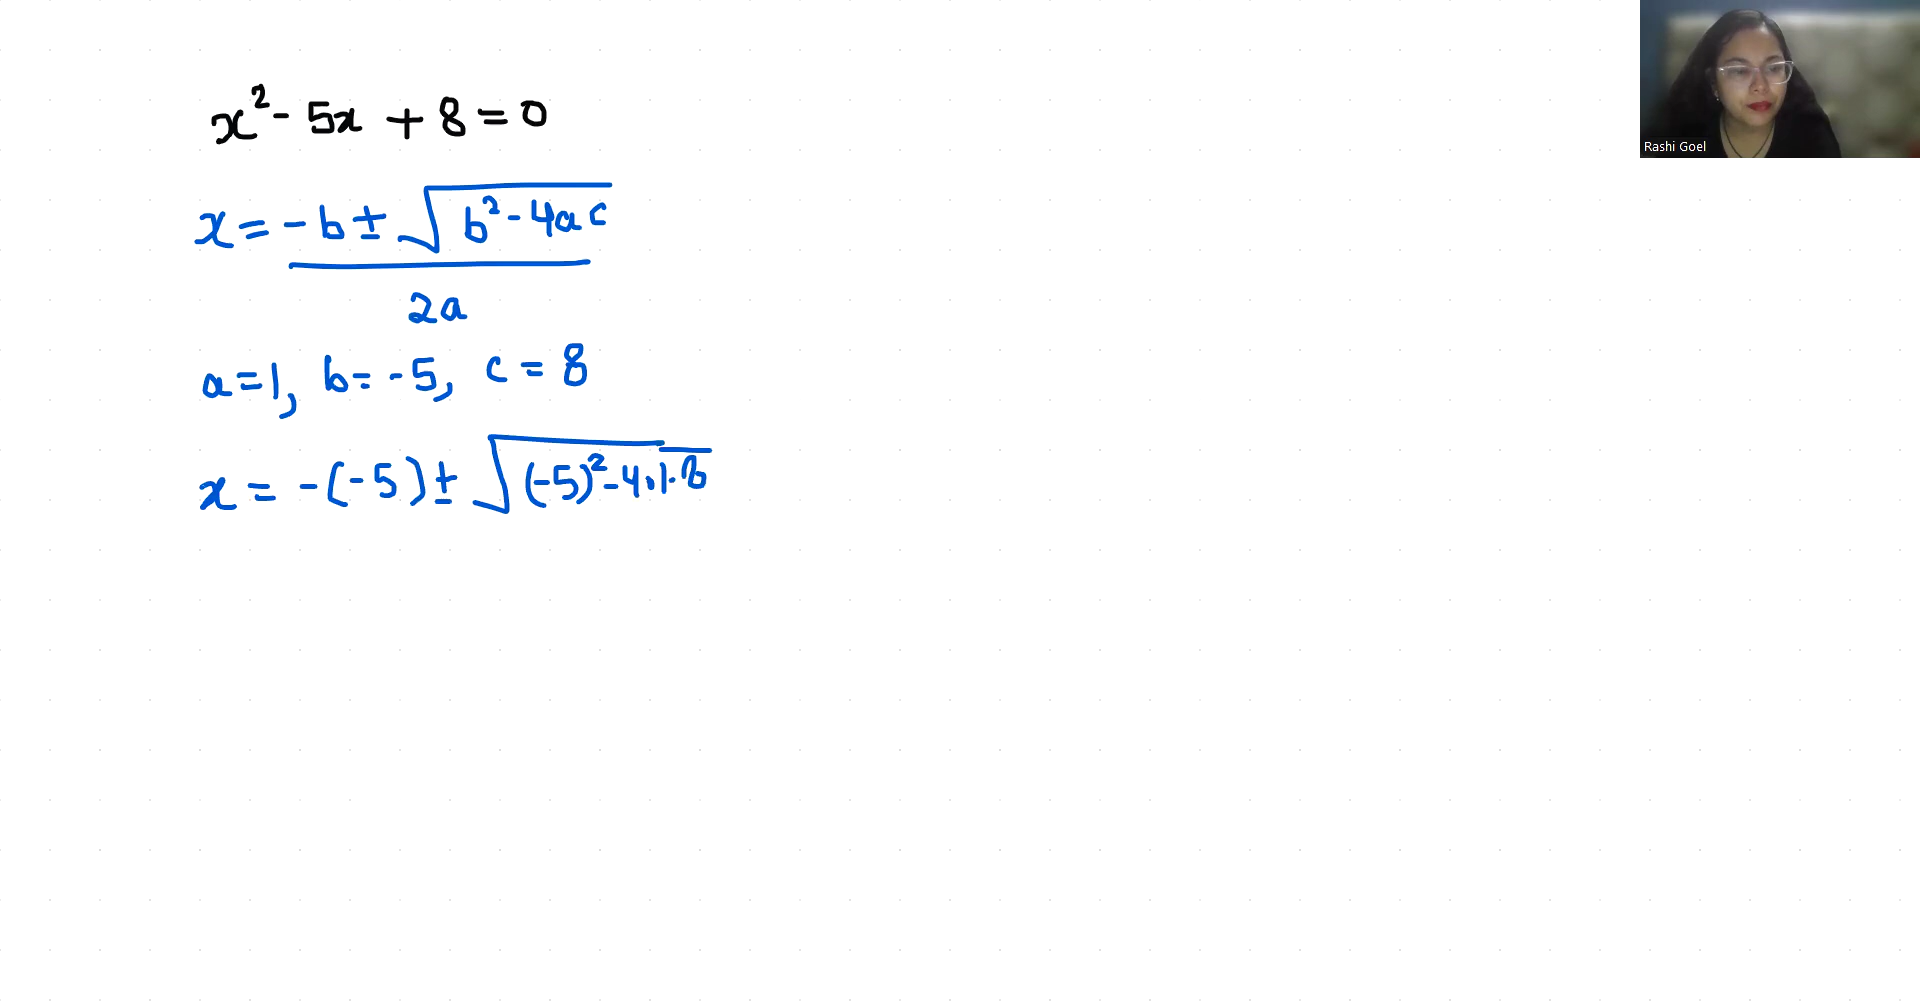 x² - 5x + 8 = 0
Rashi Goel
x = -b ± √(b² - 4ac)
2a
a = 1, b = -5, c = 8
x = -(-5) ± √((-5)² - 4·1·8)